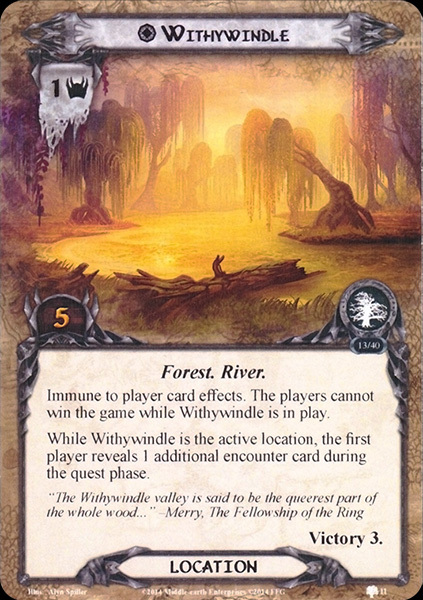 Withywindle
1
5
13/40
Forest. River.
Immune to player card effects. The players cannot
win the game while Withywindle is in play.
While Withywindle is the active location, the first
player reveals 1 additional encounter card during
the quest phase.
“The Withywindle valley is said to be the queerest part of
the whole wood...” –Merry, The Fellowship of the Ring
Victory 3.
LOCATION
Illus. Alyn Spiller ©2014 Middle-earth Enterprises ©2014 FFG 11